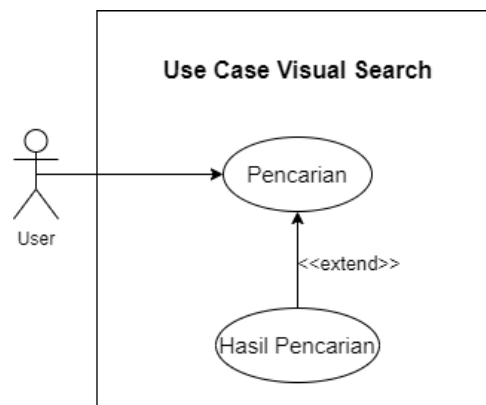 Use Case Visual Search
Pencarian
User
<<extend>>
Hasil Pencarian